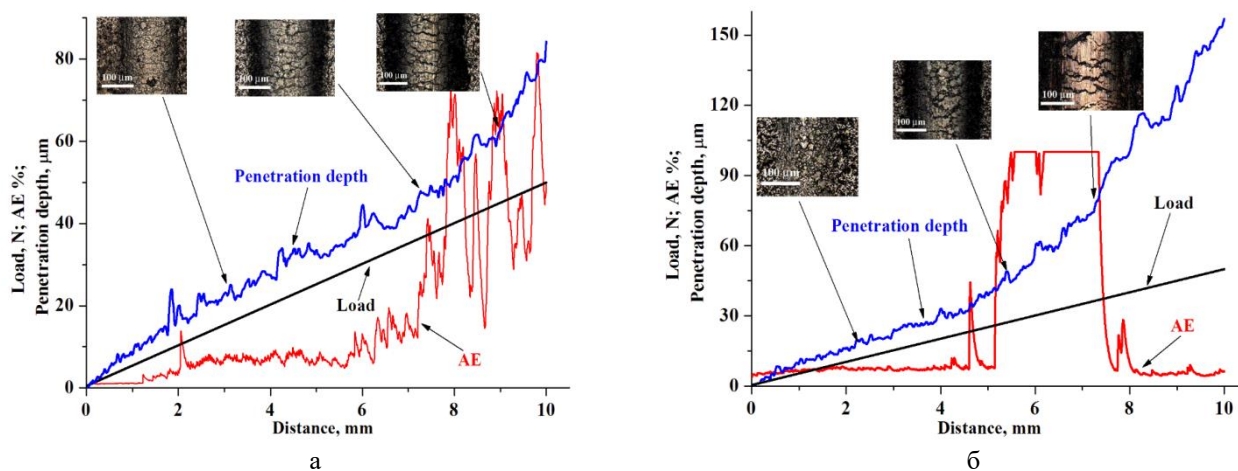 80
60
40
20
0
0
2
4
6
8
10
Load, N; AE %;
Penetration depth, μm
100 μm
100 μm
100 μm
Penetration depth
Load
AE
Distance, mm
а
150
120
90
60
30
0
0
2
4
6
8
10
Load, N; AE %;
Penetration depth, μm
100 μm
100 μm
100 μm
Penetration depth
Load
AE
Distance, mm
б